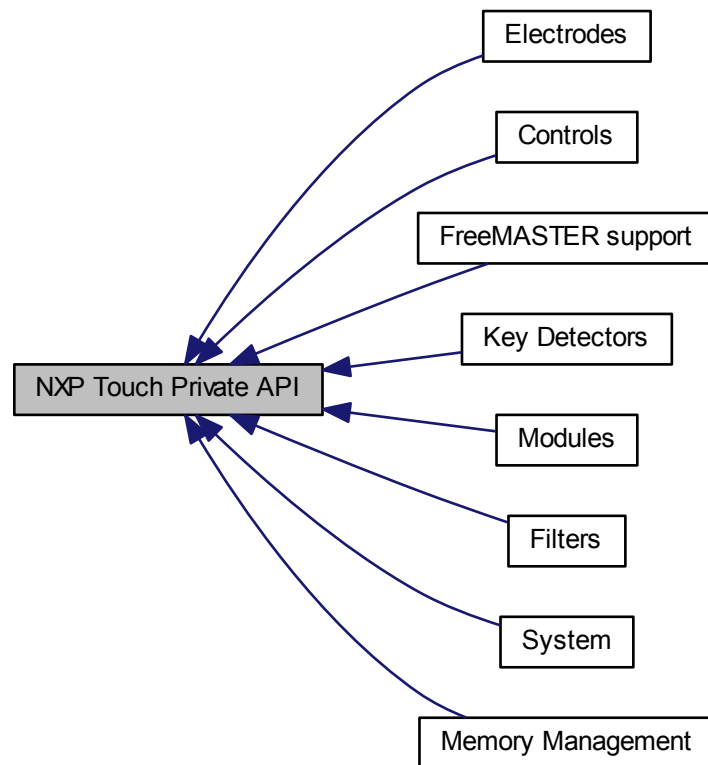 Electrodes
Controls
FreeMASTER support
Key Detectors
NXP Touch Private API
Modules
Filters
System
Memory Management